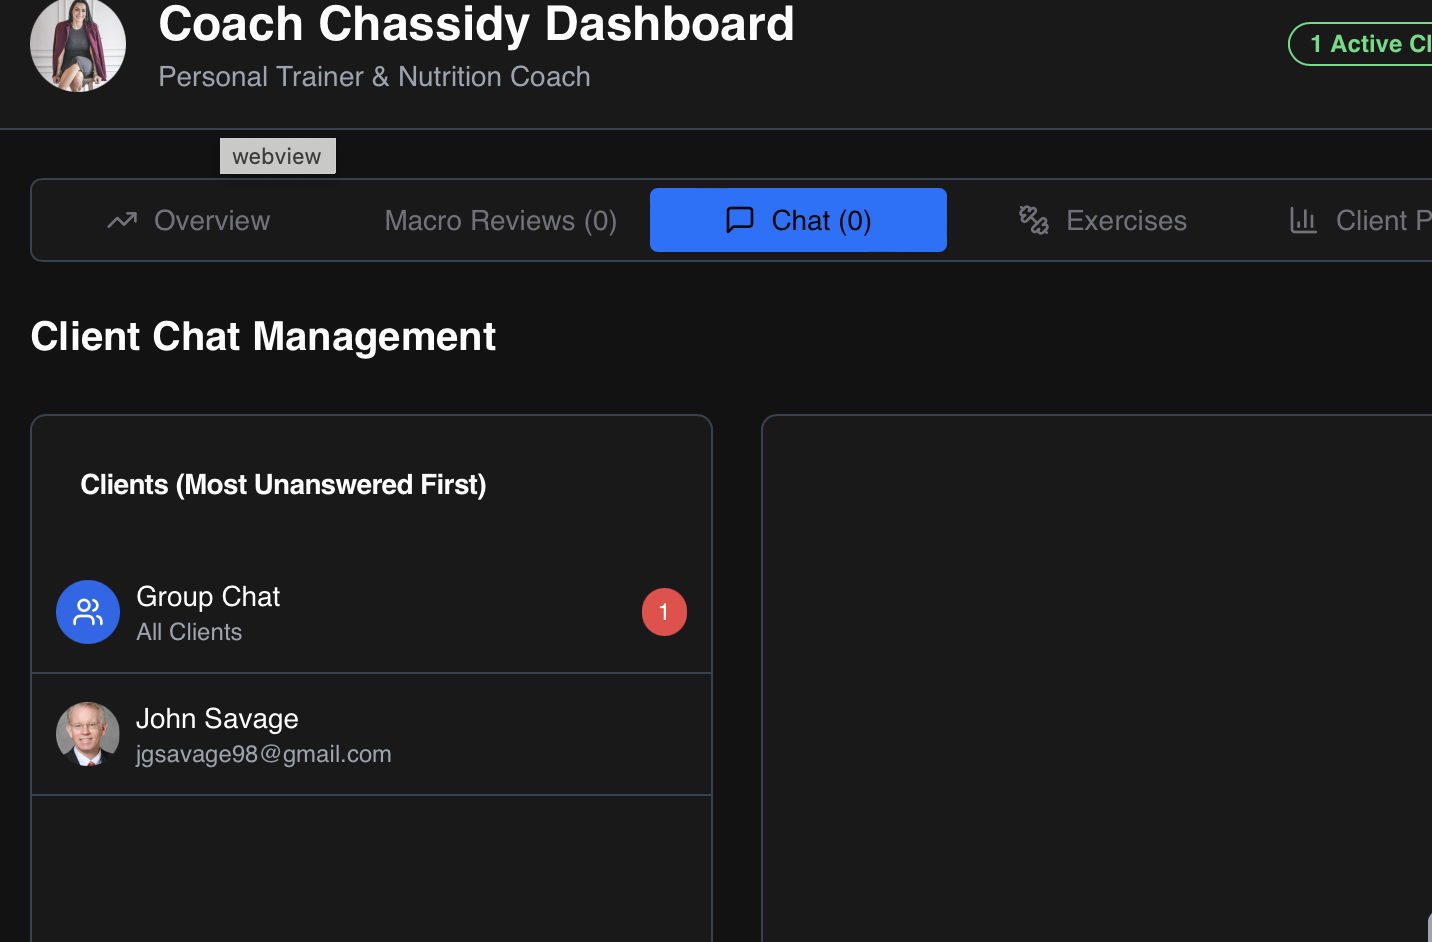 Coach Chassidy Dashboard
Personal Trainer & Nutrition Coach
1 Active Cl
webview
Overview
Macro Reviews (0)
Chat (0)
Exercises
Client P
Client Chat Management
Clients (Most Unanswered First)
Group Chat
All Clients
1
John Savage
jgsavage98@gmail.com